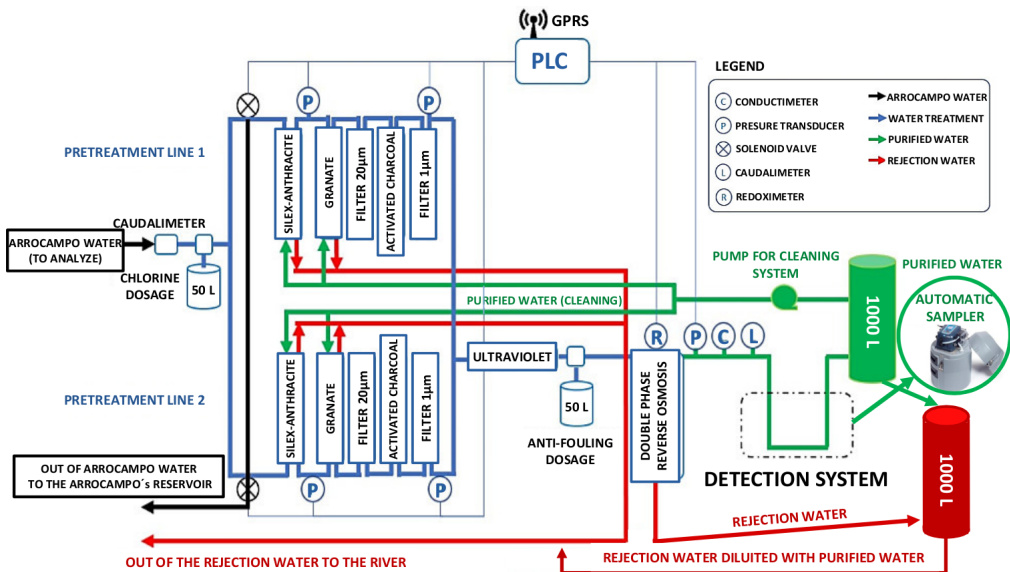 GPRS
PLC
LEGEND
C CONDUCTIMETER
P PRESURE TRANSDUCER
SOLENOID VALVE
L CAUDALIMETER
R REDOXIMETER
ARROCAMPO WATER
WATER TREATMENT
PURIFIED WATER
REJECTION WATER
P
P
PRETREATMENT LINE 1
SILEX-ANTHRACITE
GRANATE
FILTER 20µm
ACTIVATED CHARCOAL
FILTER 1µm
CAUDALIMETER
ARROCAMPO WATER
(TO ANALYZE)
CHLORINE
DOSAGE
50 L
PURIFIED WATER (CLEANING)
PUMP FOR CLEANING
SYSTEM
1000 L
PURIFIED WATER
AUTOMATIC
SAMPLER
R
P
C
L
ULTRAVIOLET
50 L
ANTI-FOULING
DOSAGE
DOUBLE PHASE
REVERSE OSMOSIS
DETECTION SYSTEM
1000 L
PRETREATMENT LINE 2
SILEX-ANTHRACITE
GRANATE
FILTER 20µm
ACTIVATED CHARCOAL
FILTER 1µm
P
P
OUT OF ARROCAMPO WATER
TO THE ARROCAMPO´s RESERVOIR
REJECTION WATER
OUT OF THE REJECTION WATER TO THE RIVER
REJECTION WATER DILUITED WITH PURIFIED WATER